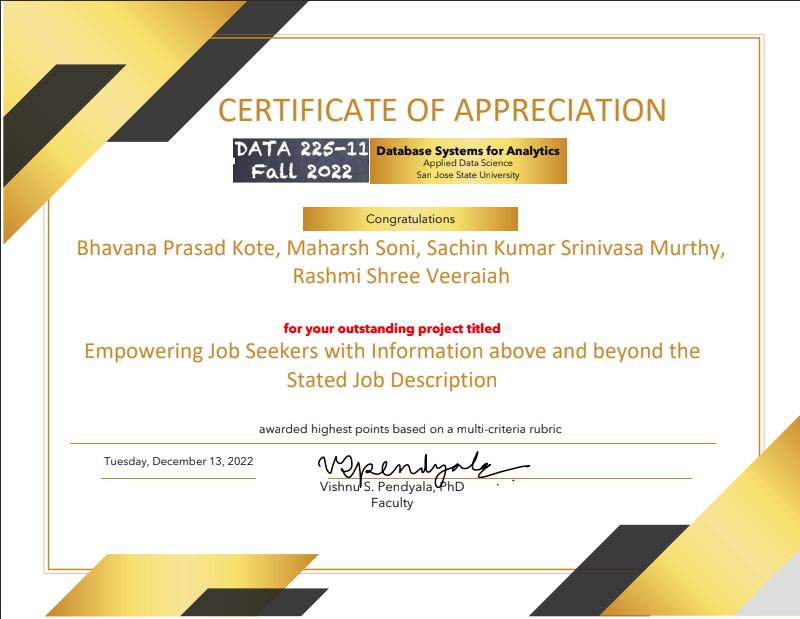 CERTIFICATE OF APPRECIATION
DATA 225-11
Fall 2022
Database Systems for Analytics
Applied Data Science
San Jose State University
Congratulations
Bhavana Prasad Kote, Maharsh Soni, Sachin Kumar Srinivasa Murthy,
Rashmi Shree Veeraiah
for your outstanding project titled
Empowering Job Seekers with Information above and beyond the
Stated Job Description
awarded highest points based on a multi-criteria rubric
Tuesday, December 13, 2022
VSpendyala
Vishnu S. Pendyala, PhD
Faculty